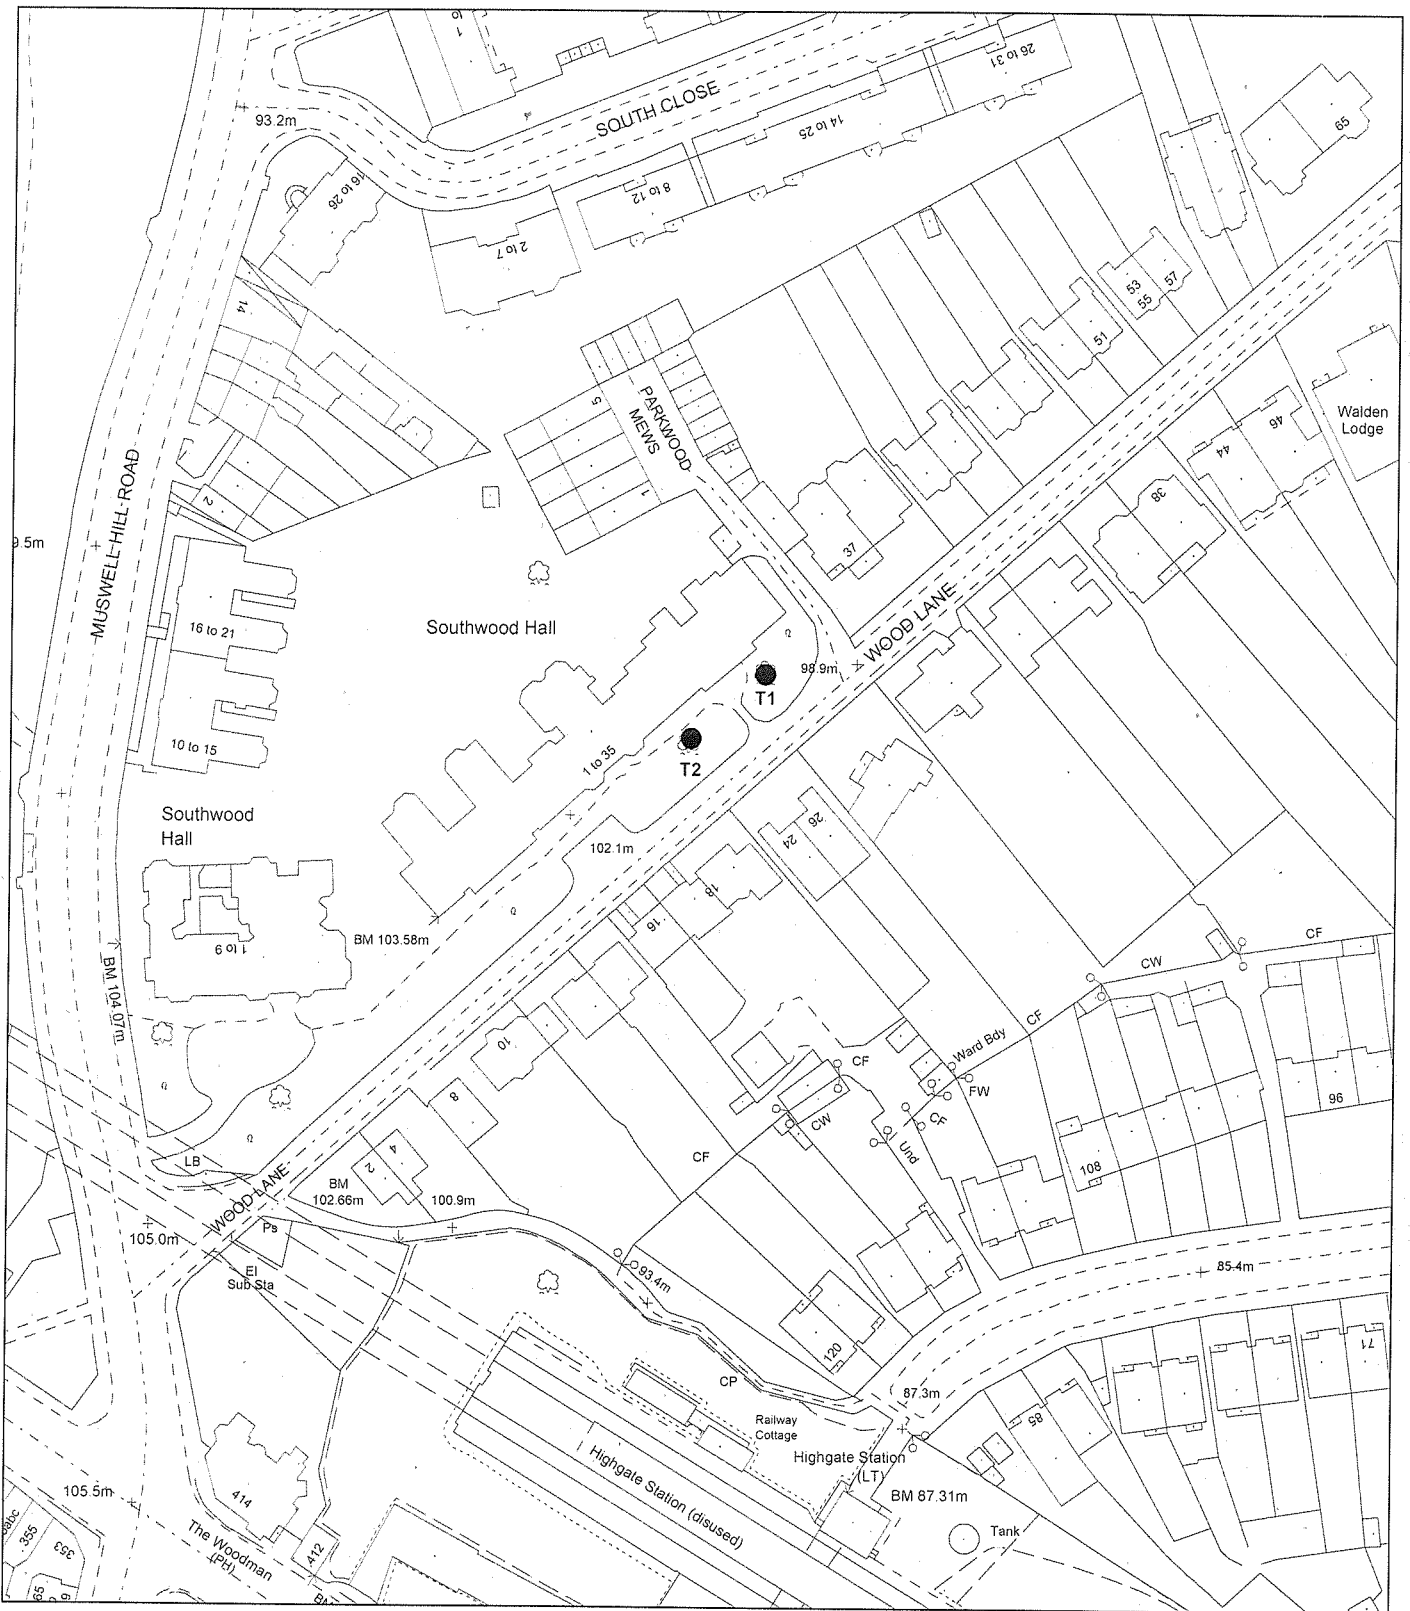 1
to
26 to 31
SOUTH CLOSE
14 to 25
93.2m
65
16 to 26
8 to 12
2 to 7
14
53
55
57
51
PARKWOOD
MEWS
5
1
Walden
Lodge
46
44
38
37
2
MUSWELL HILL ROAD
9.5m
16 to 21
Southwood Hall
WOOD LANE
98.9m
T1
T2
10 to 15
1 to 35
Southwood
Hall
102.1m
26
24
18
16
1 to 9
BM 103.58m
BM 104.07m
CF
CW
CF
10
CF
Ward Bdy
FW
96
8
CW
CF
Und
CF
108
4
2
LB
WOOD LANE
BM
102.66m
100.9m
Ps
105.0m
El
Sub Sta
93.4m
85.4m
120
71
CP
87.3m
Railway
Cottage
85
Highgate Station
(LT)
BM 87.31m
Highgate Station (disused)
Tank
105.5m
414
The Woodman
(PH)
412
BM
355
353
65
9